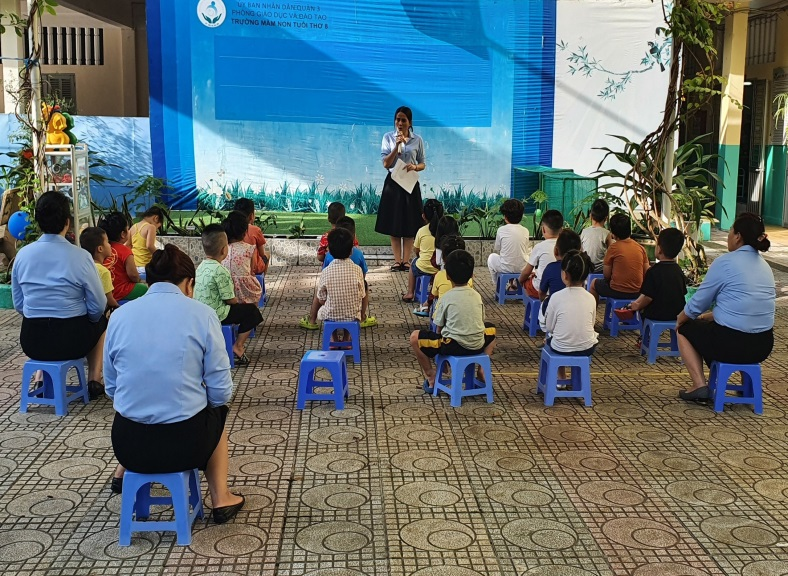 ỦY BAN NHÂN DÂN QUẬN 3
PHÒNG GIÁO DỤC VÀ ĐÀO TẠO
TRƯỜNG MẦM NON TUỔI THƠ 8